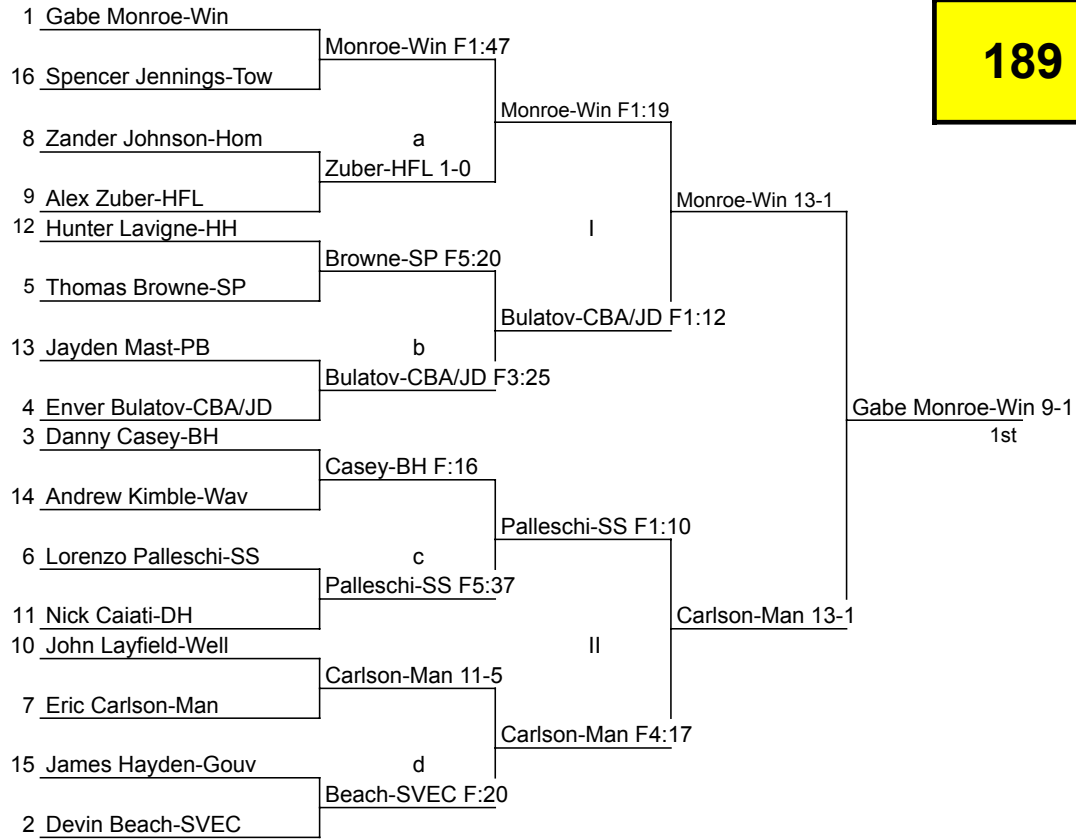 1 Gabe Monroe-Win
Monroe-Win F1:47
189
16 Spencer Jennings-Tow
Monroe-Win F1:19
8 Zander Johnson-Hom
a
Zuber-HFL 1-0
9 Alex Zuber-HFL
Monroe-Win 13-1
12 Hunter Lavigne-HH
I
Browne-SP F5:20
5 Thomas Browne-SP
Bulatov-CBA/JD F1:12
13 Jayden Mast-PB
b
Bulatov-CBA/JD F3:25
4 Enver Bulatov-CBA/JD
Gabe Monroe-Win 9-1
1st
3 Danny Casey-BH
Casey-BH F:16
14 Andrew Kimble-Wav
Palleschi-SS F1:10
6 Lorenzo Palleschi-SS
c
Palleschi-SS F5:37
11 Nick Caiati-DH
Carlson-Man 13-1
10 John Layfield-Well
II
Carlson-Man 11-5
7 Eric Carlson-Man
Carlson-Man F4:17
15 James Hayden-Gouv
d
Beach-SVEC F:20
2 Devin Beach-SVEC